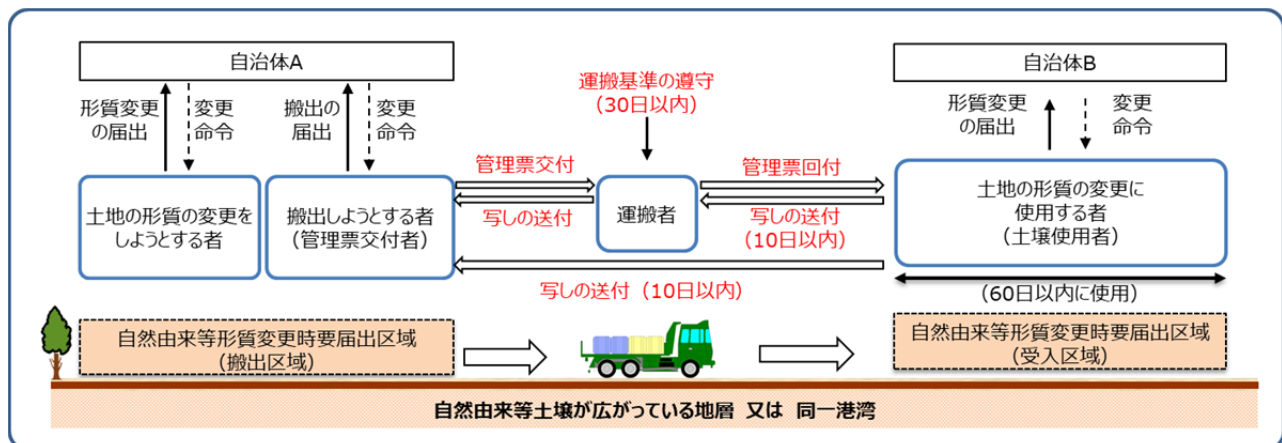 自治体A
自治体B
運搬基準の遵守
(30日以内)
形質変更
の届出
変更
命令
搬出の
届出
変更
命令
形質変更
の届出
変更
命令
管理票交付
管理票回付
土地の形質の変更を
しようとする者
搬出しようとする者
(管理票交付者)
写しの送付
運搬者
写しの送付
(10日以内)
土地の形質の変更に
使用する者
(土壌使用者)
写しの送付 (10日以内)
(60日以内に使用)
自然由来等形質変更時要届出区域
(搬出区域)
自然由来等形質変更時要届出区域
(受入区域)
自然由来等土壌が広がっている地層 又は 同一港湾